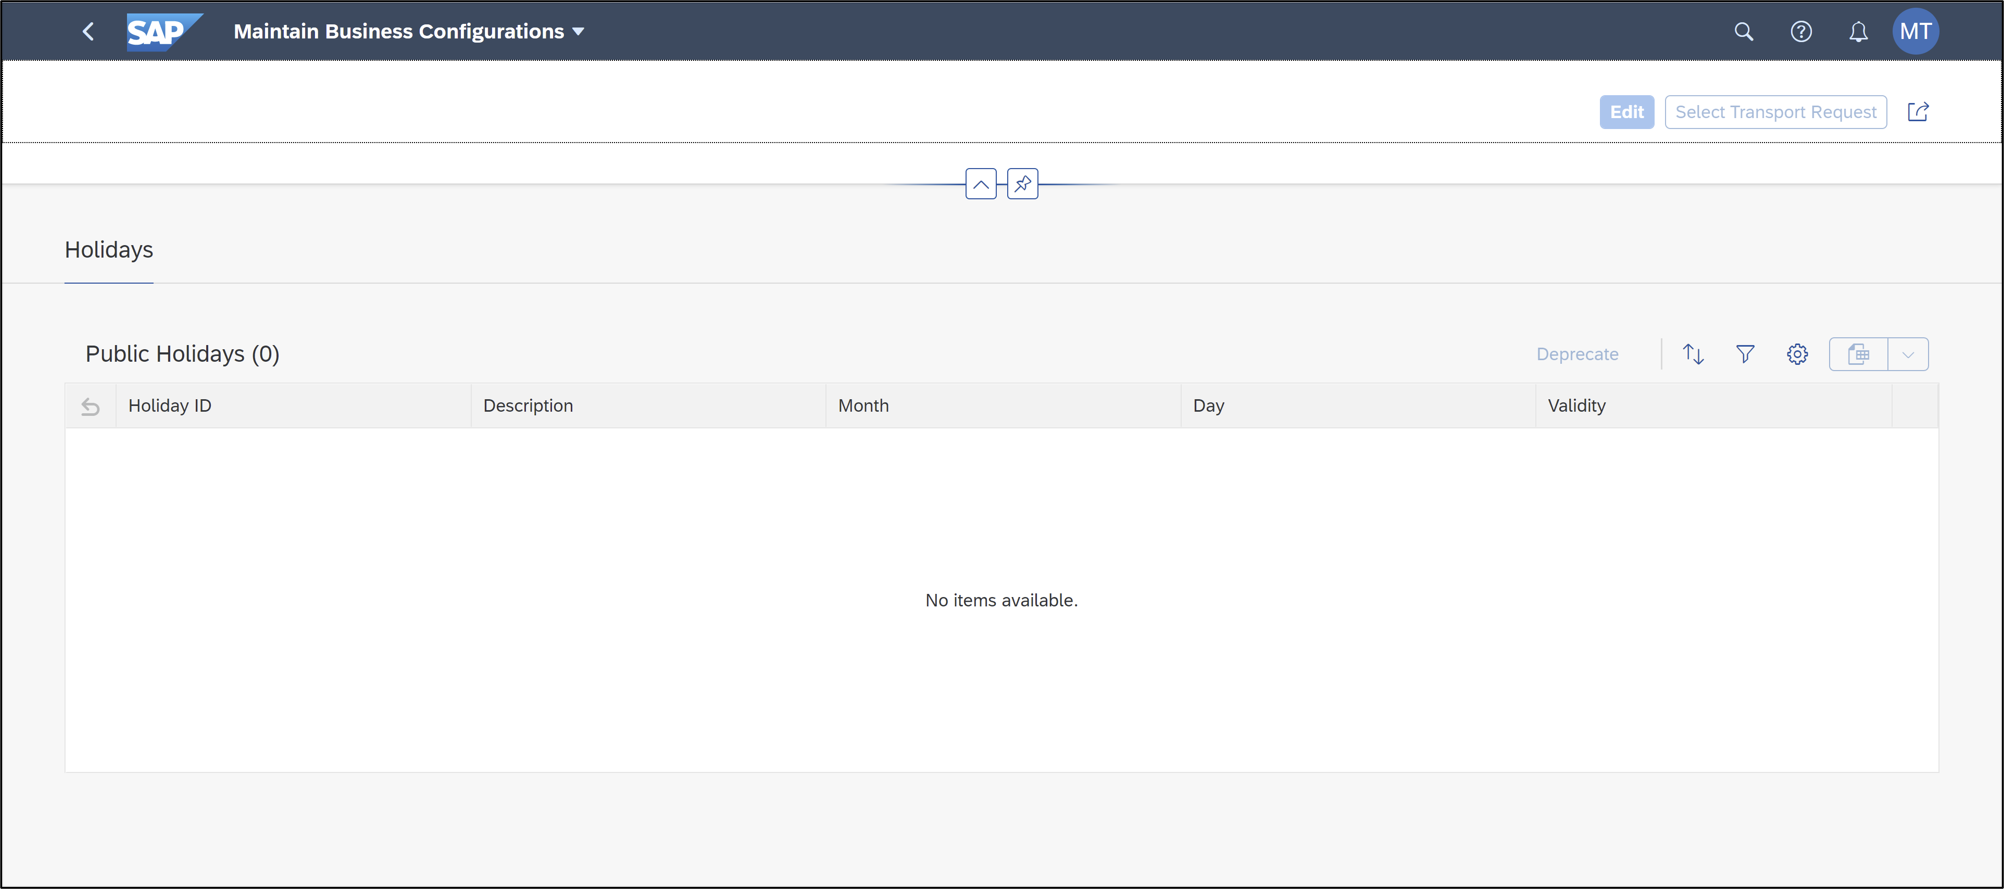 SAP Maintain Business Configurations MT
Edit Select Transport Request
Holidays
Public Holidays (0) Deprecate
Holiday ID Description Month Day Validity
No items available.